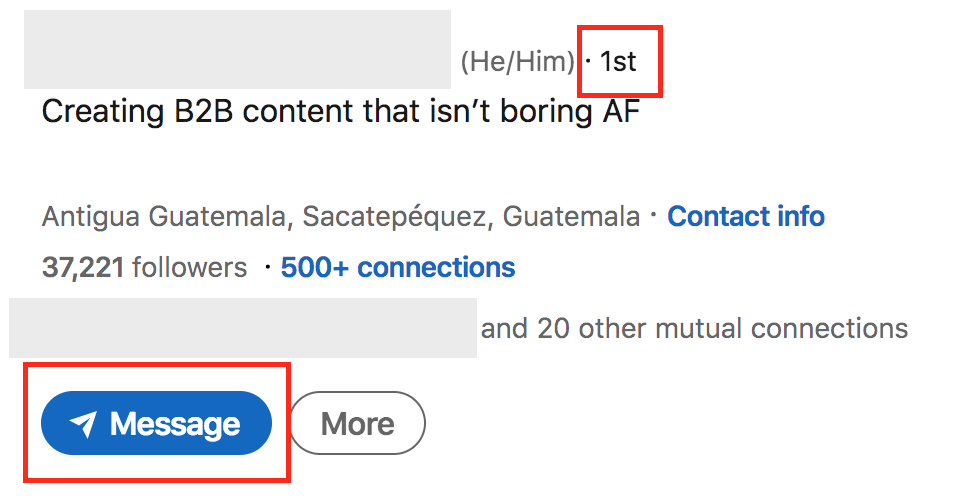 (He/Him) · 1st
Creating B2B content that isn’t boring AF
Antigua Guatemala, Sacatepéquez, Guatemala · Contact info
37,221 followers · 500+ connections
and 20 other mutual connections
Message More